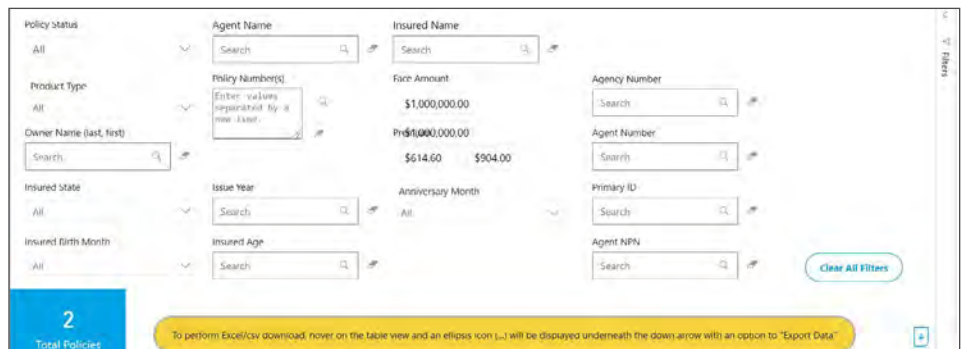 Policy Status Agent Name Insured Name
All Search Search
Product Type Policy Number(s) Face Amount Agency Number
All Enter values separated by a new line. $1,000,000.00 Search
Owner Name (last, first) $1,000,000.00 Agent Number
Search Search
$614.60 $904.00
Insured State Issue Year Anniversary Month Primary ID
All Search All Search
Insured Birth Month Insured Age Agent NPN
All Search Search
Clear All Filters
Filters
2
Total Policies
To perform Excel/csv download, hover on the table view and an ellipsis icon (...) will be displayed underneath the down arrow with an option to "Export Data"